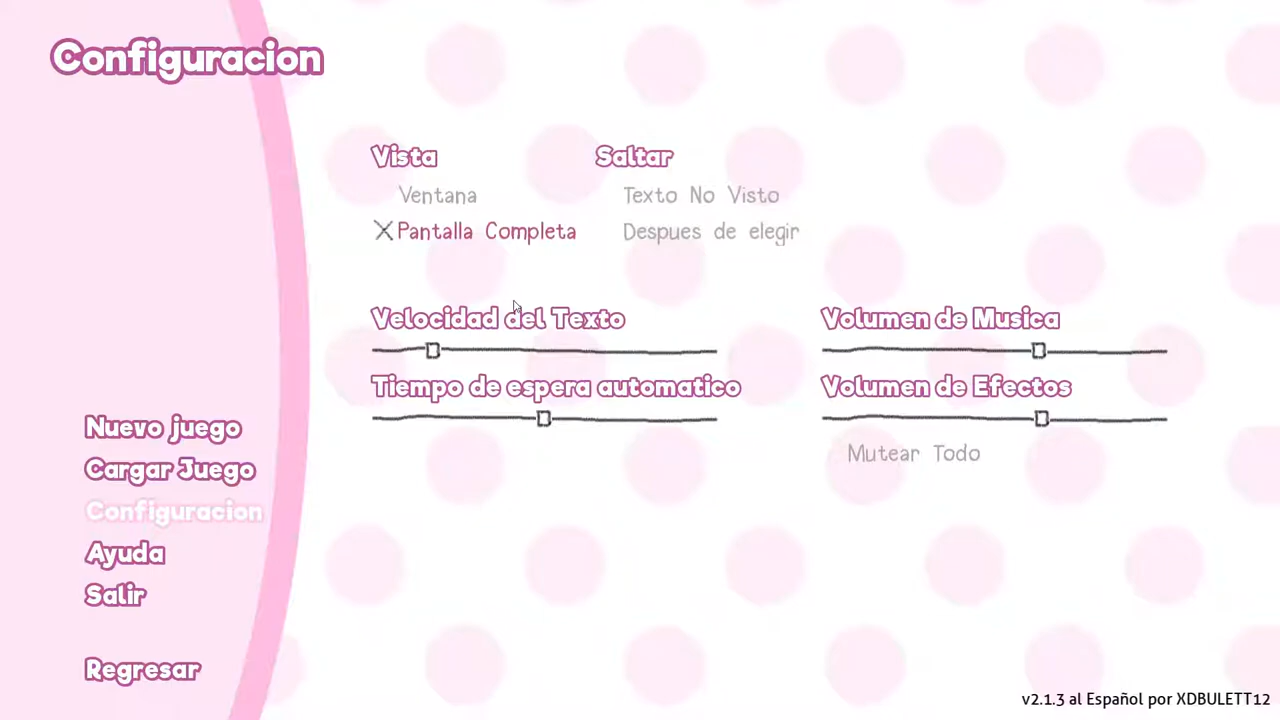 Configuracion
Vista
Ventana
Pantalla Completa
Saltar
Texto No Visto
Despues de elegir
Velocidad del Texto
Tiempo de espera automatico
Volumen de Musica
Volumen de Efectos
Mutear Todo
Nuevo juego
Cargar Juego
Configuracion
Ayuda
Salir
Regresar
v2.1.3 al Español por XDBULETT12